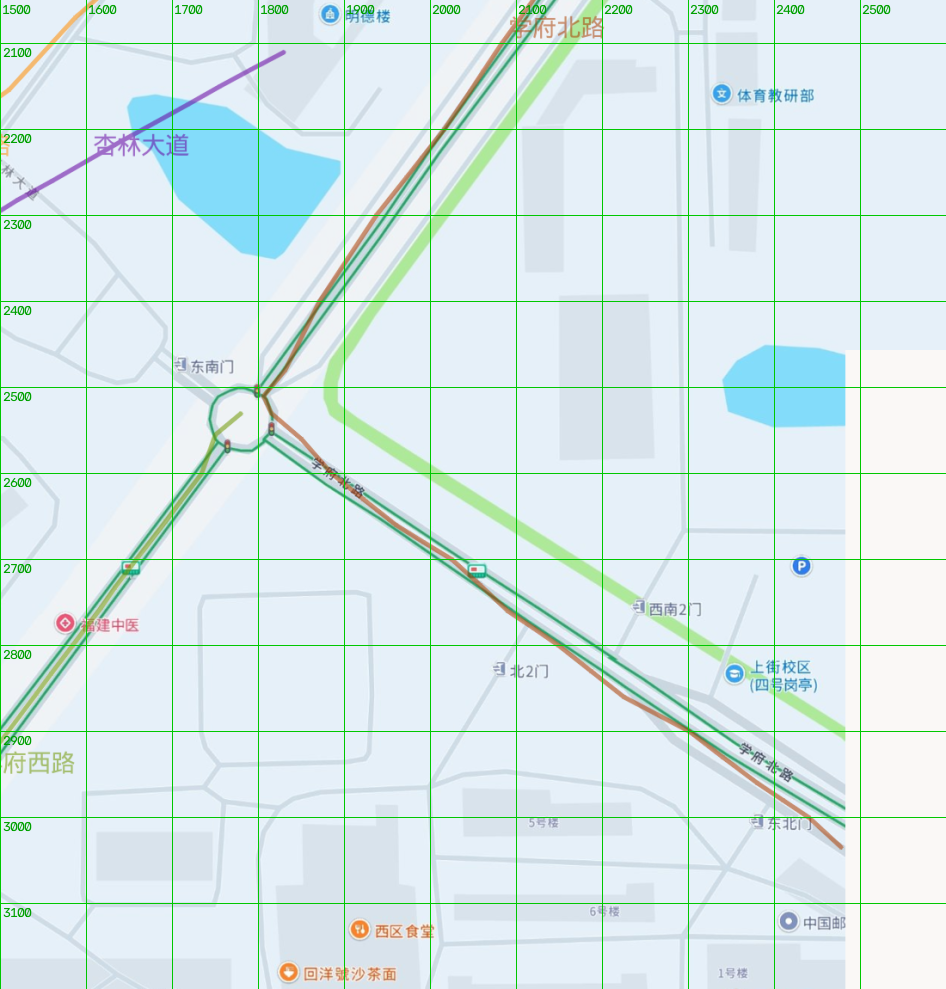 1500 1600 1700 1800 1900 2000 2100 2200 2300 2400 2500
明德楼
学府北路
2100
体育教研部
2200
杏林大道
林大道
2300
2400
东南门
2500
2600
学府北路
2700
P
西南2门
福建中医
2800
上街校区
(四号岗亭)
北2门
2900
府西路
学府北路
3000
5号楼
东北门
3100
6号楼
中国邮
西区食堂
回洋號沙茶面
1号楼